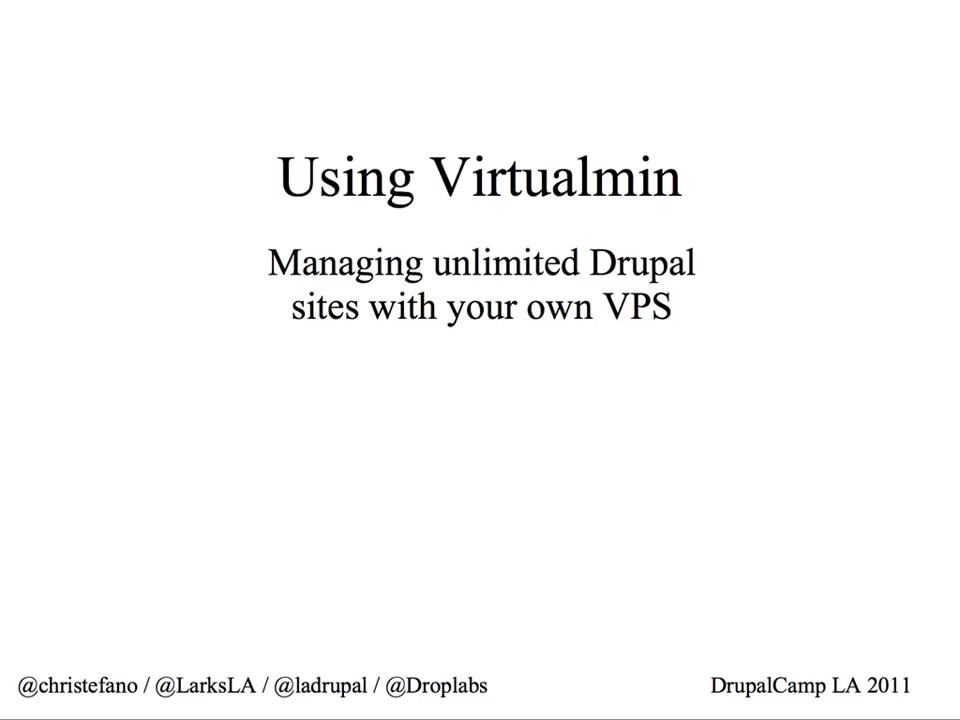 Using Virtualmin
Managing unlimited Drupal
sites with your own VPS
@christefano / @LarksLA / @ladrupal / @Droplabs
DrupalCamp LA 2011